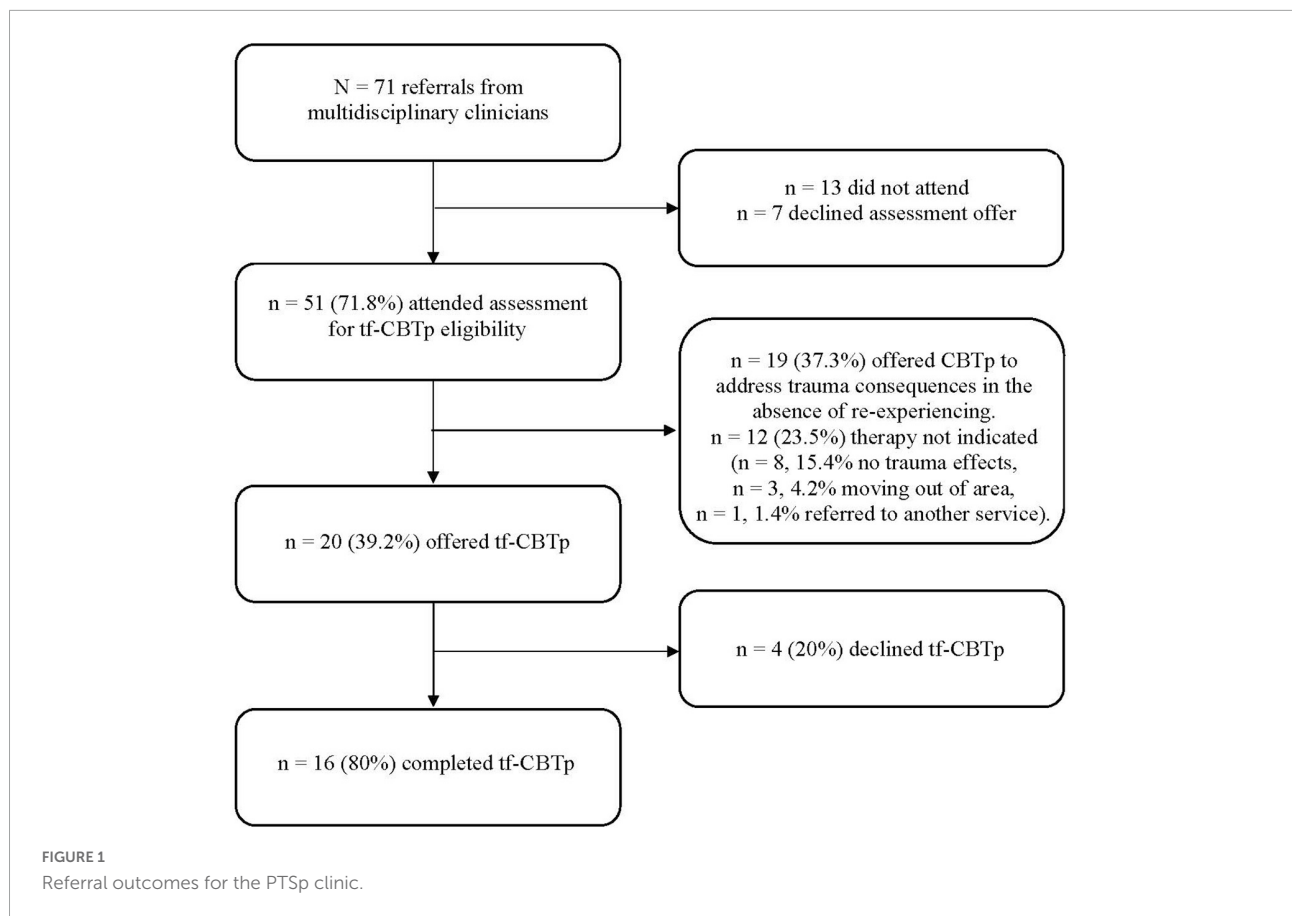 N = 71 referrals from
multidisciplinary clinicians
n = 13 did not attend
n = 7 declined assessment offer
n = 51 (71.8%) attended assessment
for tf-CBTp eligibility
n = 19 (37.3%) offered CBTp to
address trauma consequences in the
absence of re-experiencing.
n = 12 (23.5%) therapy not indicated
(n = 8, 15.4% no trauma effects,
n = 3, 4.2% moving out of area,
n = 1, 1.4% referred to another service).
n = 20 (39.2%) offered tf-CBTp
n = 4 (20%) declined tf-CBTp
n = 16 (80%) completed tf-CBTp
FIGURE 1
Referral outcomes for the PTSp clinic.